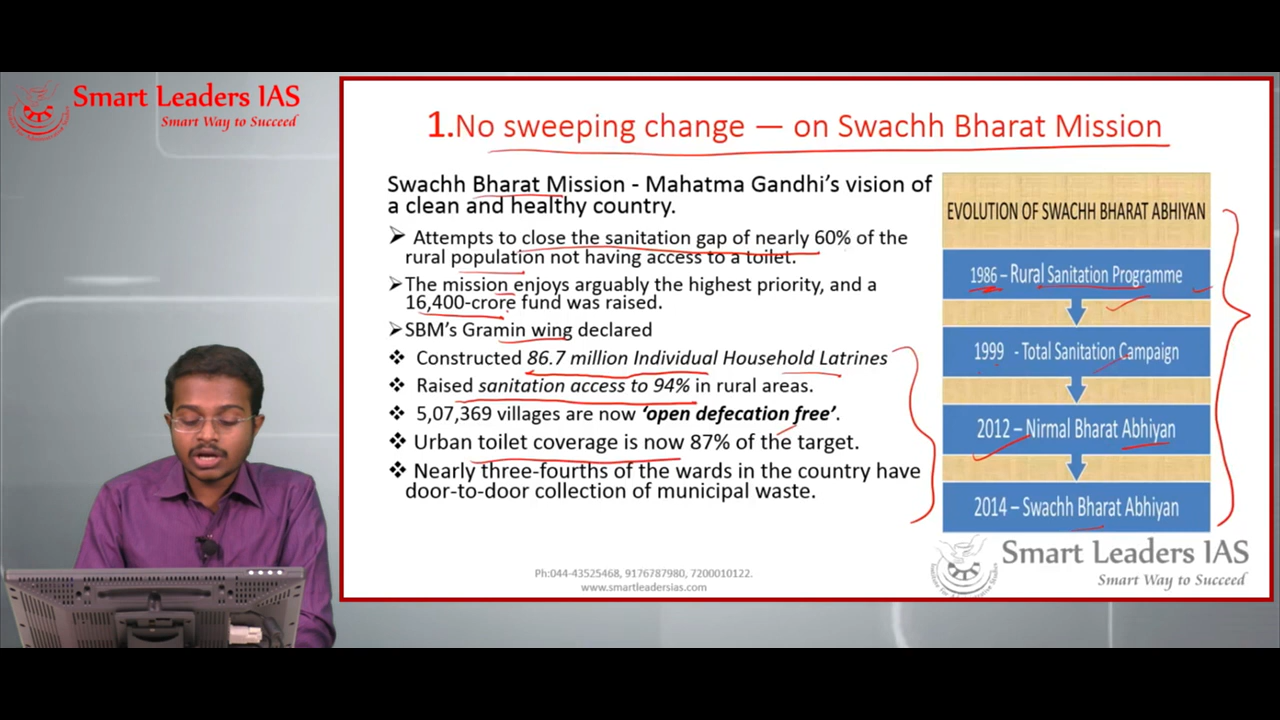 Smart Leaders IAS
Smart Way to Succeed
1.No sweeping change — on Swachh Bharat Mission
Swachh Bharat Mission - Mahatma Gandhi's vision of
a clean and healthy country.
➤ Attempts to close the sanitation gap of nearly 60% of the
rural population not having access to a toilet.
➤The mission enjoys arguably the highest priority, and a
16,400-crore fund was raised.
➤SBM's Gramin wing declared
❖ Constructed 86.7 million Individual Household Latrines
❖ Raised sanitation access to 94% in rural areas.
❖ 5,07,369 villages are now 'open defecation free'.
❖ Urban toilet coverage is now 87% of the target.
❖ Nearly three-fourths of the wards in the country have
door-to-door collection of municipal waste.
EVOLUTION OF SWACHH BHARAT ABHIYAN
1986 – Rural Sanitation Programme
1999 - Total Sanitation Campaign
2012 – Nirmal Bharat Abhiyan
2014 – Swachh Bharat Abhiyan
Smart Leaders IAS
Smart Way to Succeed
Ph:044-43525468, 9176787980, 7200010122.
www.smartleadersias.com